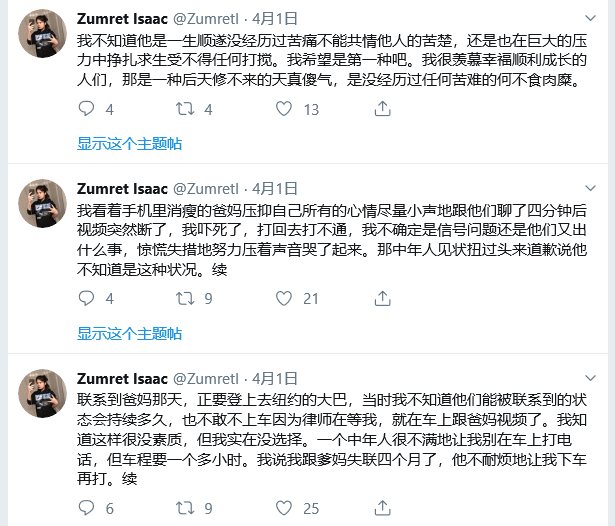 Zumret Isaac @ZumretI · 4月1日
我不知道他是一生顺遂没经历过苦痛不能共情他人的苦楚，还是也在巨大的压
力中挣扎求生受不得任何打搅。我希望是第一种吧。我很羡慕幸福顺利成长的
人们，那是一种后天修不来的天真傻气，是没经历过任何苦难的何不食肉糜。
4 4 13
显示这个主题帖
Zumret Isaac @ZumretI · 4月1日
我看着手机里消瘦的爸妈压抑自己所有的心情尽量小声地跟他们聊了四分钟后
视频突然断了，我吓死了，打回去打不通，我不确定是信号问题还是他们又出
什么事，惊慌失措地努力压着声音哭了起来。那中年人见状扭过头来道歉说他
不知道是这种状况。续
4 9 21
显示这个主题帖
Zumret Isaac @ZumretI · 4月1日
联系到爸妈那天，正要登上去纽约的大巴，当时我不知道他们能被联系到的状
态会持续多久，也不敢不上车因为律师在等我，就在车上跟爸妈视频了。我知
道这样很没素质，但我实在没选择。一个中年人很不满地让我别在车上打电
话，但车程要一个多小时。我说我跟爹妈失联四个月了，他不耐烦地让我下车
再打。续
6 9 25